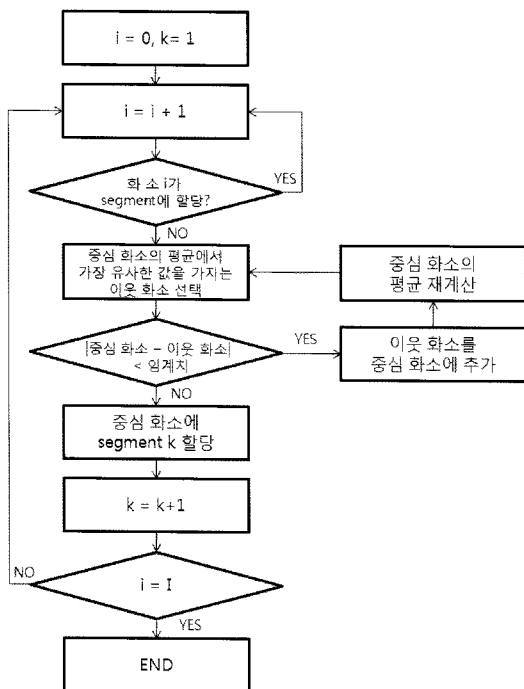 i = 0, k= 1
i = i + 1
화 소 i가
segment에 할당?
YES
NO
중심 화소의 평균에서
가장 유사한 값을 가지는
이웃 화소 선택
중심 화소의
평균 재계산
|중심 화소 – 이웃 화소|
< 임계치
YES
이웃 화소를
중심 화소에 추가
NO
중심 화소에
segment k 할당
k = k+1
NO
i = I
YES
END